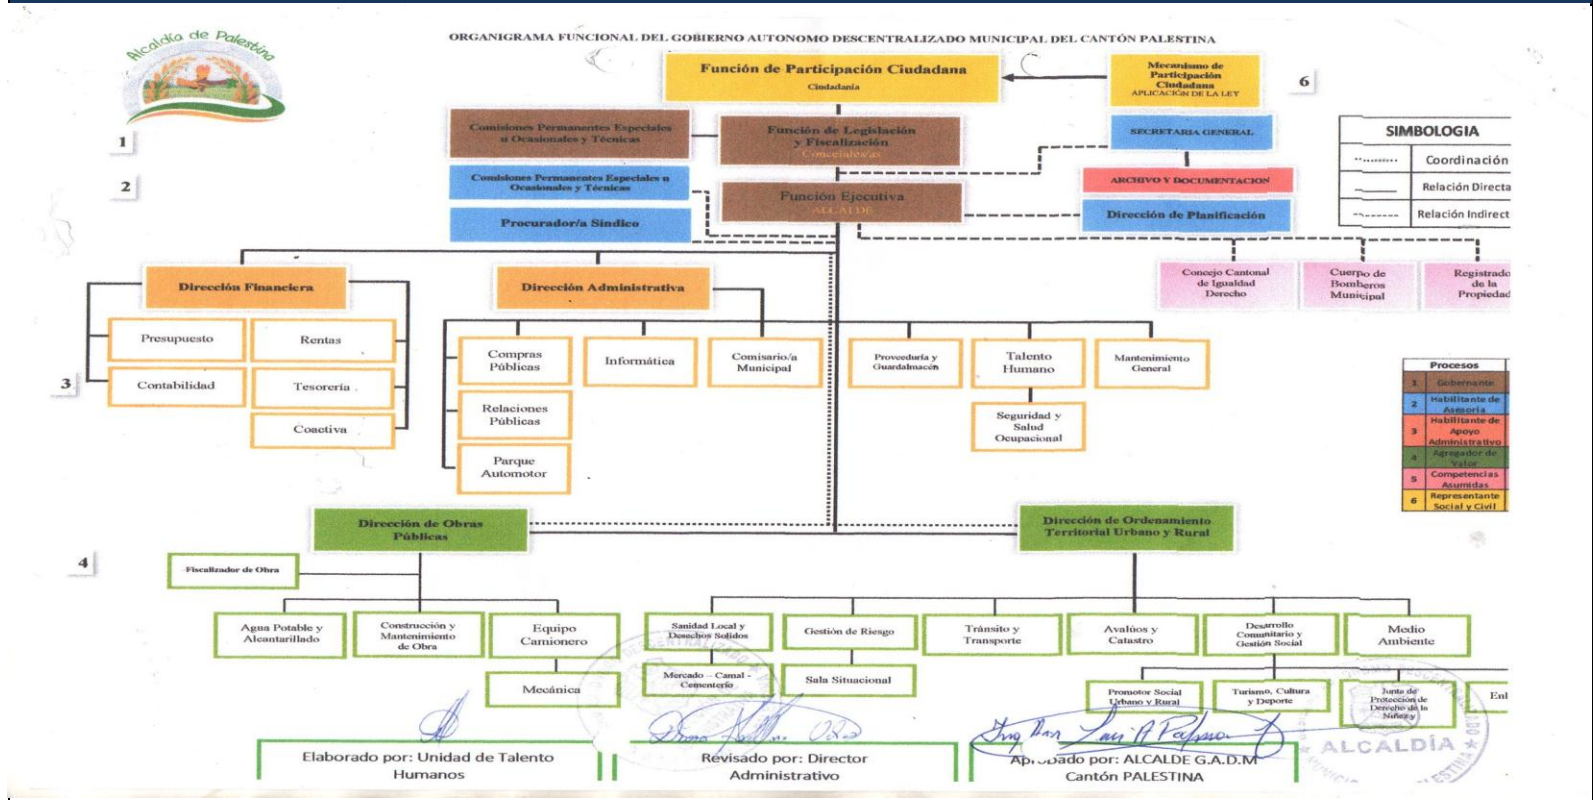 Alcaldía de Palestina
ORGANIGRAMA FUNCIONAL DEL GOBIERNO AUTONOMO DESCENTRALIZADO MUNICIPAL DEL CANTÓN PALESTINA
Función de Participación Ciudadana
Ciudadanía
Mecanismo de
Participación
Ciudadana
APLICACIÓN DE LA LEY
6
1
Comisiones Permanentes Especiales
u Ocasionales y Técnicas
Función de Legislación
y Fiscalización
Concejales/as
SECRETARIA GENERAL
SIMBOLOGIA
Coordinación
Relación Directa
Relación Indirect
2
Comisiones Permanentes Especiales u
Ocasionales y Técnicas
Procurador/a Síndico
Función Ejecutiva
ALCALDE
ARCHIVO Y DOCUMENTACION
Dirección de Planificación
Concejo Cantonal
de Igualdad
Derecho
Cuerpo de
Bomberos
Municipal
Registrado
de la
Propiedad
Dirección Financiera
Dirección Administrativa
3
Presupuesto
Rentas
Contabilidad
Tesorería
Coactiva
Compras
Públicas
Informática
Comisario/a
Municipal
Proveeduría y
Guardalmacén
Talento
Humano
Mantenimiento
General
Relaciones
Públicas
Seguridad y
Salud
Ocupacional
Parque
Automotor
Procesos
1 Gobernante
2 Habilitante de
Asesoría
3 Habilitante de
Apoyo
Administrativo
4 Agregador de
Valor
5 Competencias
Asumidas
6 Representante
Social y Civil
Dirección de Obras
Públicas
Dirección de Ordenamiento
Territorial Urbano y Rural
4
Fiscalizador de Obra
Agua Potable y
Alcantarillado
Construcción y
Mantenimiento
de Obra
Equipo
Camionero
Mecánica
Sanidad Local y
Desechos Solidos
Gestión de Riesgo
Tránsito y
Transporte
Avalúos y
Catastro
Desarrollo
Comunitario y
Gestión Social
Medio
Ambiente
Mercado – Camal -
Cementerio
Sala Situacional
Promotor Social
Urbano y Rural
Turismo, Cultura
y Deporte
Junta de
Protección de
Derecho de la
Niñez y
Enl
Elaborado por: Unidad de Talento
Humanos
Revisado por: Director
Administrativo
Aprobado por: ALCALDE G.A.D.M
Cantón PALESTINA
ALCALDÍA